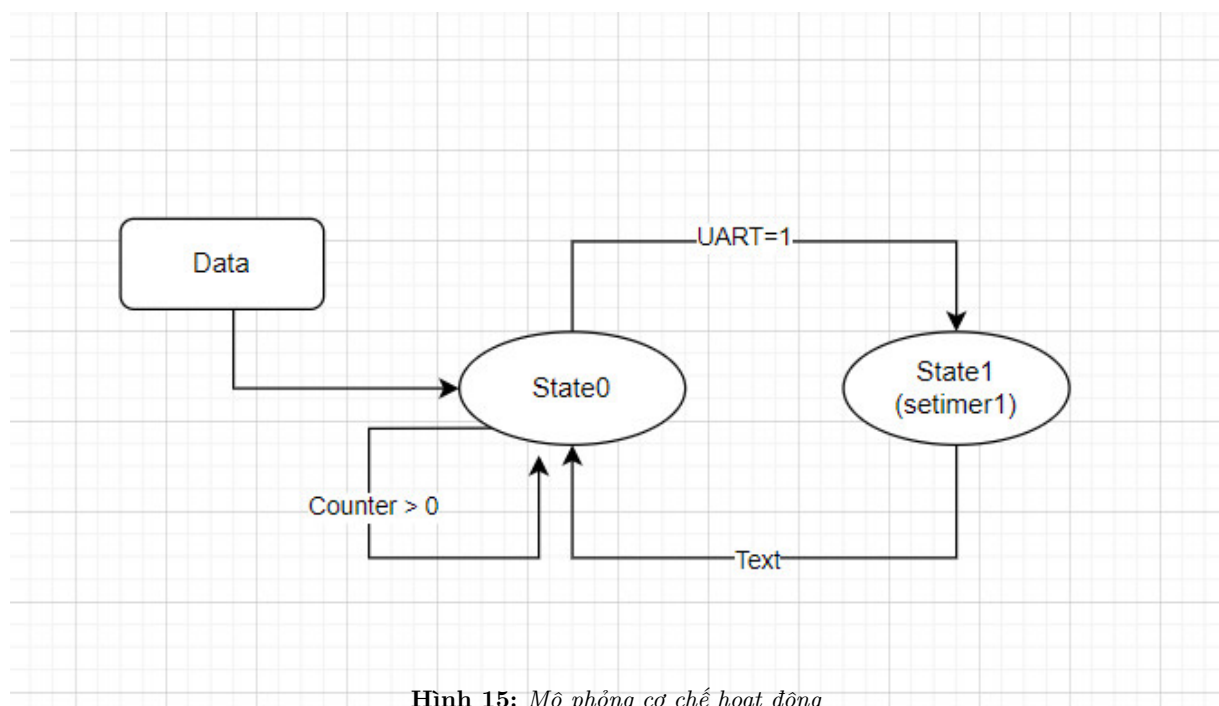 UART=1
Data
State1
(setimer1)
State0
Counter > 0
Text
Hình 15: Mô phỏng cơ chế hoạt động